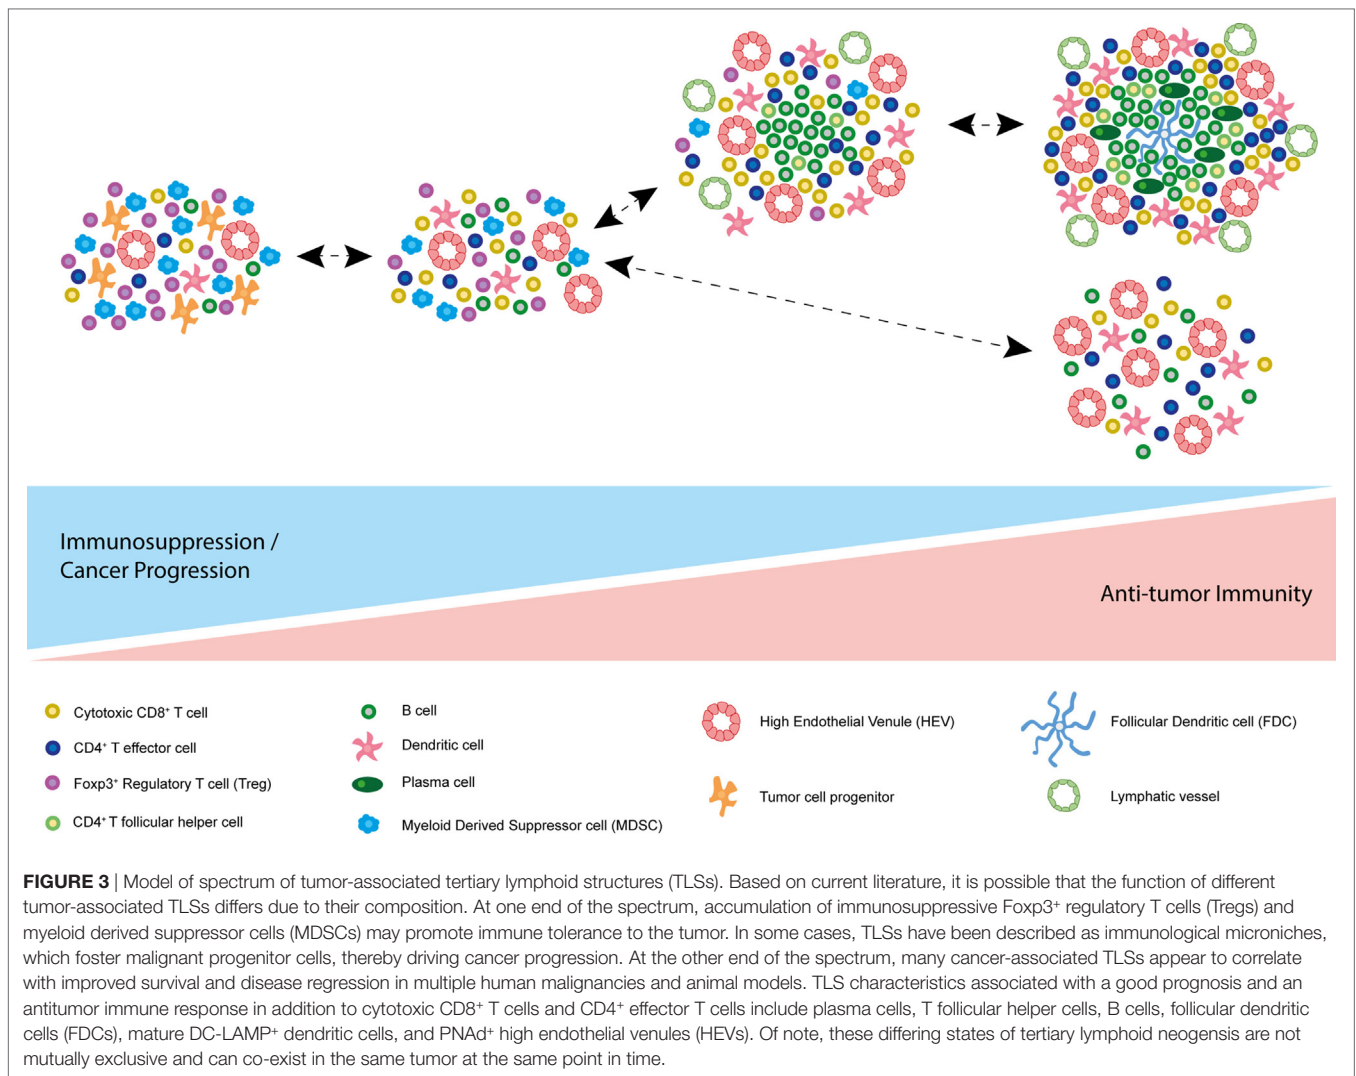 Immunosuppression /
Cancer Progression
Anti-tumor Immunity
Cytotoxic CD8⁺ T cell
CD4⁺ T effector cell
Foxp3⁺ Regulatory T cell (Treg)
CD4⁺ T follicular helper cell
B cell
Dendritic cell
Plasma cell
Myeloid Derived Suppressor cell (MDSC)
High Endothelial Venule (HEV)
Tumor cell progenitor
Follicular Dendritic cell (FDC)
Lymphatic vessel
FIGURE 3 | Model of spectrum of tumor-associated tertiary lymphoid structures (TLSs). Based on current literature, it is possible that the function of different
tumor-associated TLSs differs due to their composition. At one end of the spectrum, accumulation of immunosuppressive Foxp3⁺ regulatory T cells (Tregs) and
myeloid derived suppressor cells (MDSCs) may promote immune tolerance to the tumor. In some cases, TLSs have been described as immunological microniches,
which foster malignant progenitor cells, thereby driving cancer progression. At the other end of the spectrum, many cancer-associated TLSs appear to correlate
with improved survival and disease regression in multiple human malignancies and animal models. TLS characteristics associated with a good prognosis and an
antitumor immune response in addition to cytotoxic CD8⁺ T cells and CD4⁺ effector T cells include plasma cells, T follicular helper cells, B cells, follicular dendritic
cells (FDCs), mature DC-LAMP⁺ dendritic cells, and PNAd⁺ high endothelial venules (HEVs). Of note, these differing states of tertiary lymphoid neogensis are not
mutually exclusive and can co-exist in the same tumor at the same point in time.